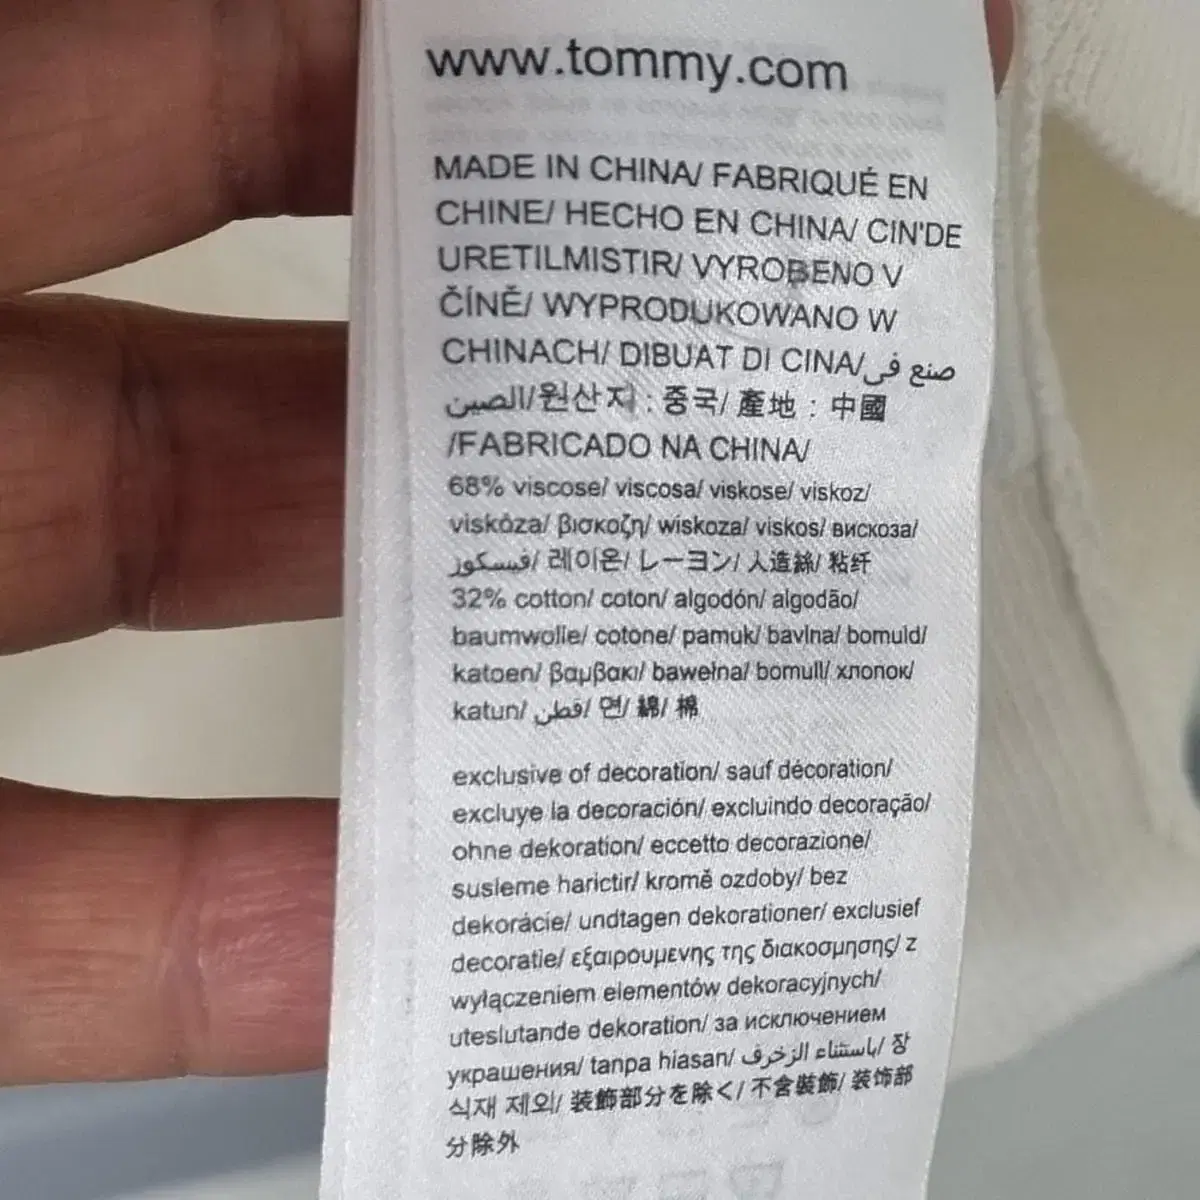 www.tommy.com
MADE IN CHINA/ FABRIQUÉ EN
CHINE/ HECHO EN CHINA/ CIN'DE
URETILMISTIR/ VYROBENO V
ČÍNĚ/ WYPRODUKOWANO W
CHINACH/ DIBUAT DI CINA/صنع في
الصين/원산지 : 중국/ 產地 : 中國
/FABRICADO NA CHINA/
68% viscose/ viscosa/ viskose/ viskoz/
viskóza/ βισκοζη/ wiskoza/ viskos/ вискоза/
فيسكوز/ 레이온/ レーヨン/ 人造絲/ 粘纤
32% cotton/ coton/ algodón/ algodão/
baumwolle/ cotone/ pamuk/ bavlna/ bomuld/
katoen/ βαμβακι/ bawełna/ bomull/ хлопок/
katun/ قطن/ 면/ 綿/ 棉
exclusive of decoration/ sauf décoration/
excluye la decoración/ excluindo decoração/
ohne dekoration/ eccetto decorazione/
susleme harictir/ kromě ozdoby/ bez
dekorácie/ undtagen dekorationer/ exclusief
decoratie/ εξαιρουμενης της διακοσμησης/ z
wyłączeniem elementów dekoracyjnych/
uteslutande dekoration/ за исключением
украшения/ tanpa hiasan/ باستثناء الزخرف/ 장
식재 제외/ 装飾部分を除く/ 不含裝飾/ 装饰部
分除外